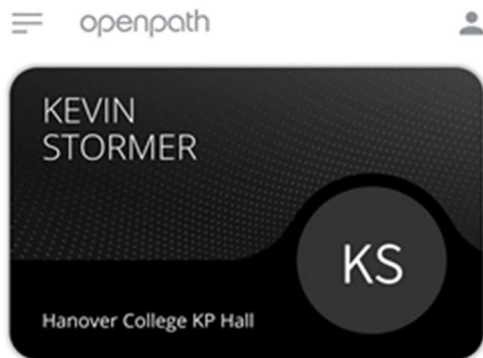 openpath
KEVIN
STORMER
KS
Hanover College KP Hall